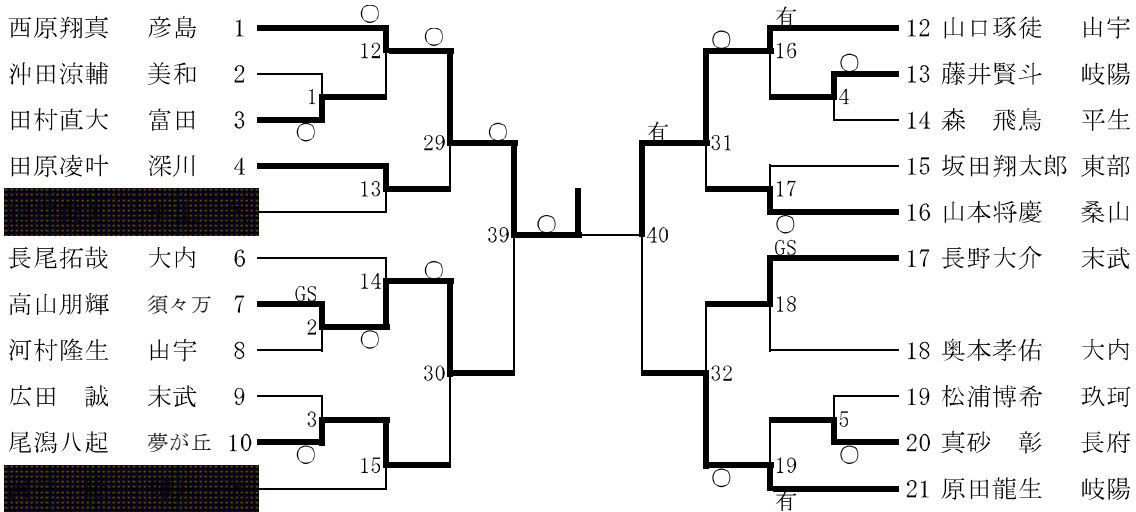 西原翔真 彦島 1
沖田涼輔 美和 2
田村直大 富田 3
田原凌叶 深川 4
長尾拓哉 大内 6
高山朋輝 須々万 7
河村隆生 山宇 8
広田 誠 末武 9
尾潟八起 夢が丘 10
○
12
1
○
13
14
GS
2
○
3
○
15
○
29
○
30
○
39
○
有
40
○
31
32
○
有
16
○
4
17
○
GS
18
5
○
19
有
12 山口琢徒 山宇
13 藤井賢斗 岐陽
14 森 飛鳥 平生
15 坂田翔太郎 東部
16 山本将慶 桑山
17 長野大介 末武
18 奥本孝佑 大内
19 松浦博希 玖珂
20 真砂 彰 長府
21 原田龍生 岐陽